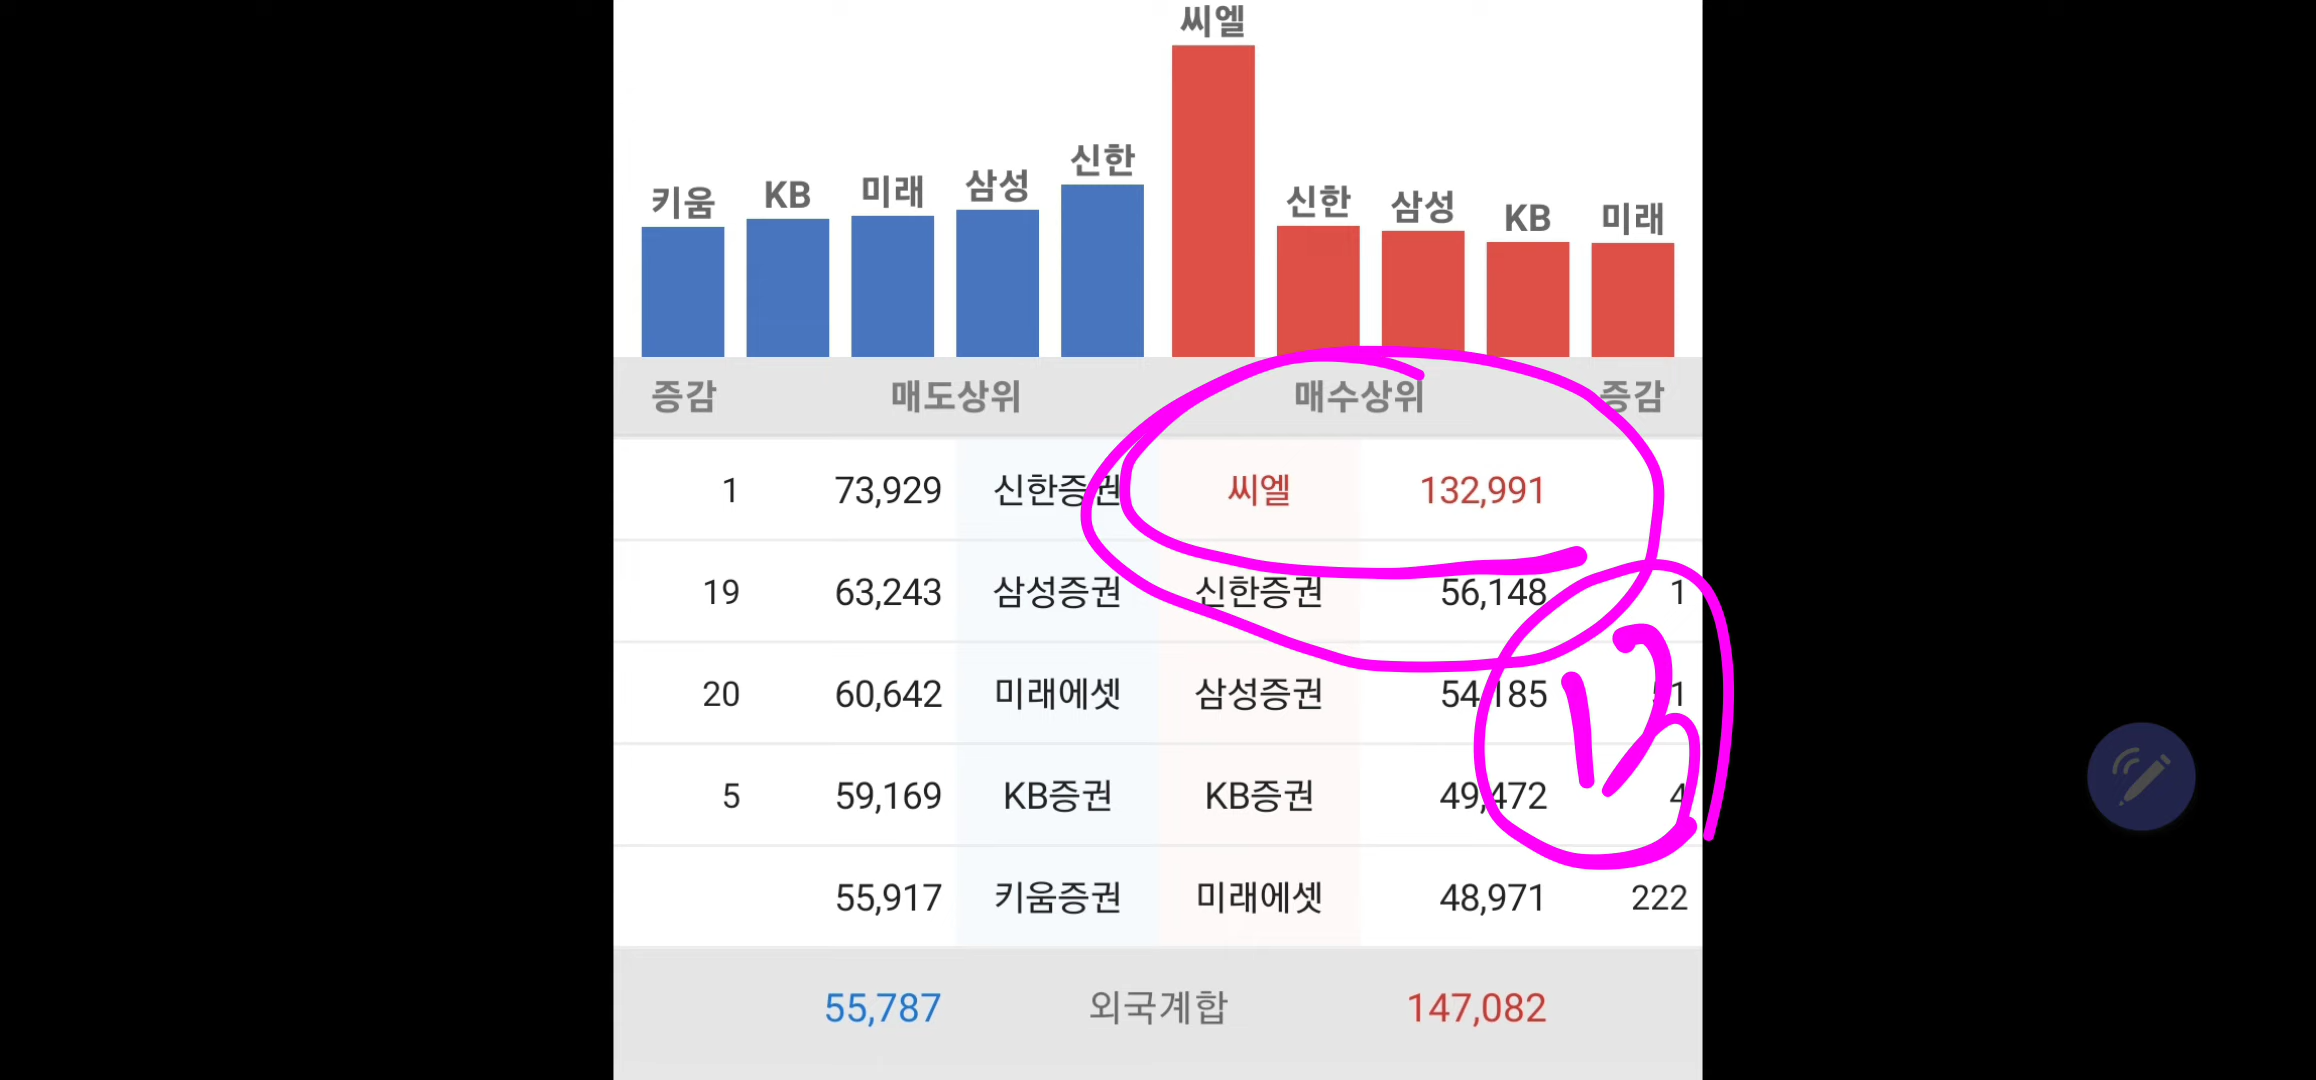 씨엘
신한
삼성
미래
KB
키움
신한
삼성
KB
미래
증감 매도상위 매수상위 증감
1 73,929 신한증권 씨엘 132,991
19 63,243 삼성증권 신한증권 56,148 1
20 60,642 미래에셋 삼성증권 54,185
5 59,169 KB증권 KB증권 49,472 4
55,917 키움증권 미래에셋 48,971 222
55,787 외국계합 147,082